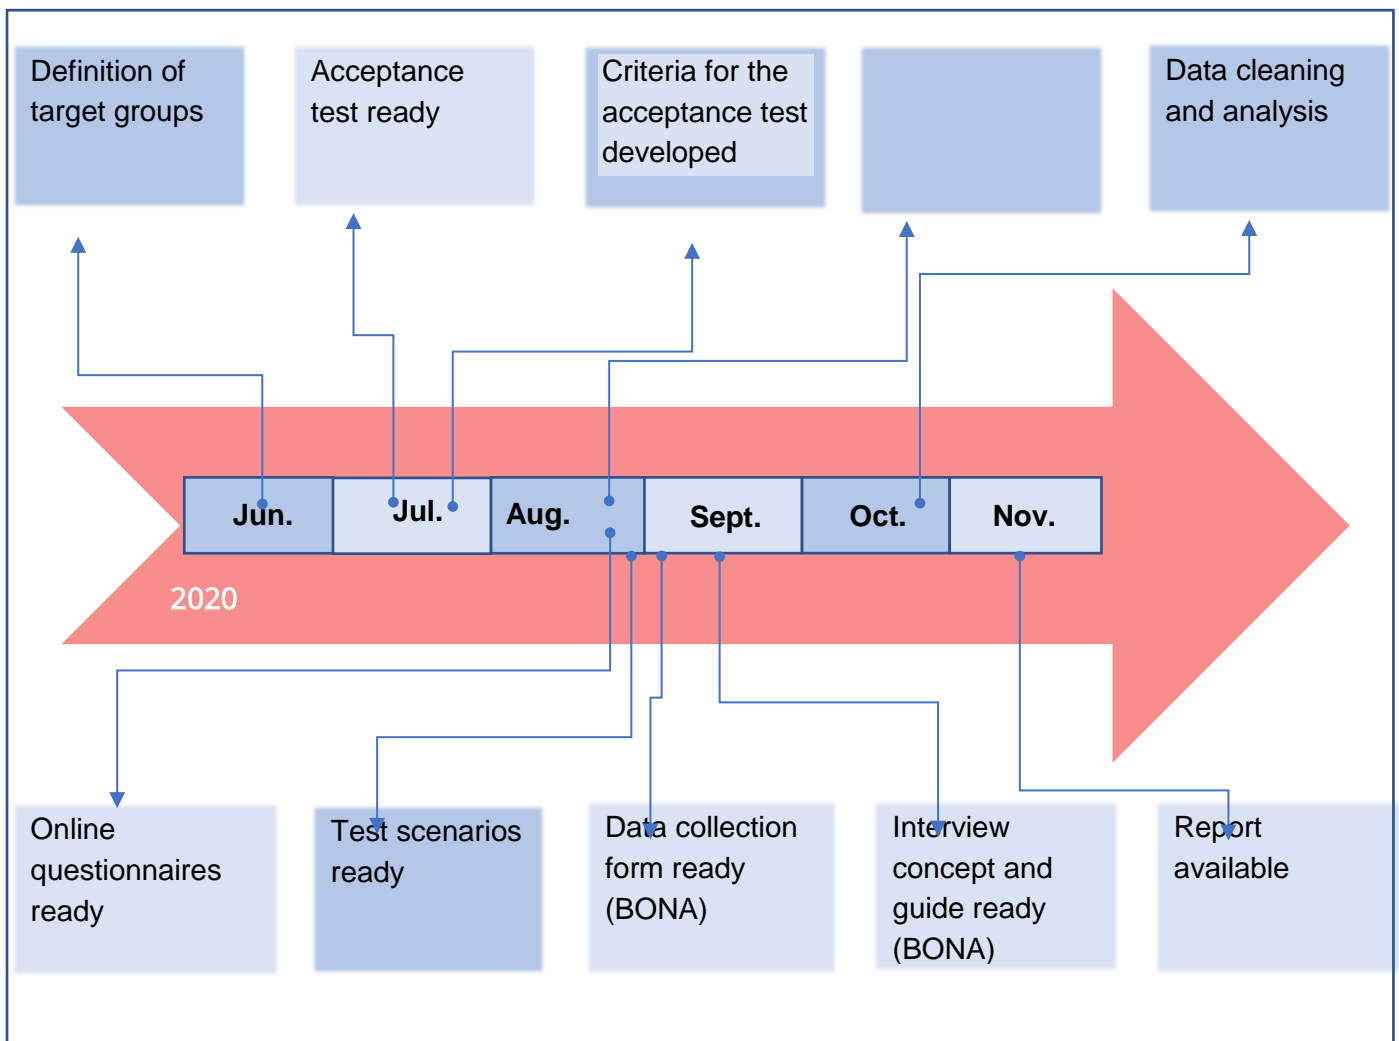 Definition of
target groups
Acceptance
test ready
Criteria for the
acceptance test
developed
Data cleaning
and analysis
Jun.
Jul.
Aug.
Sept.
Oct.
Nov.
2020
Online
questionnaires
ready
Test scenarios
ready
Data collection
form ready
(BONA)
Interview
concept and
guide ready
(BONA)
Report
available